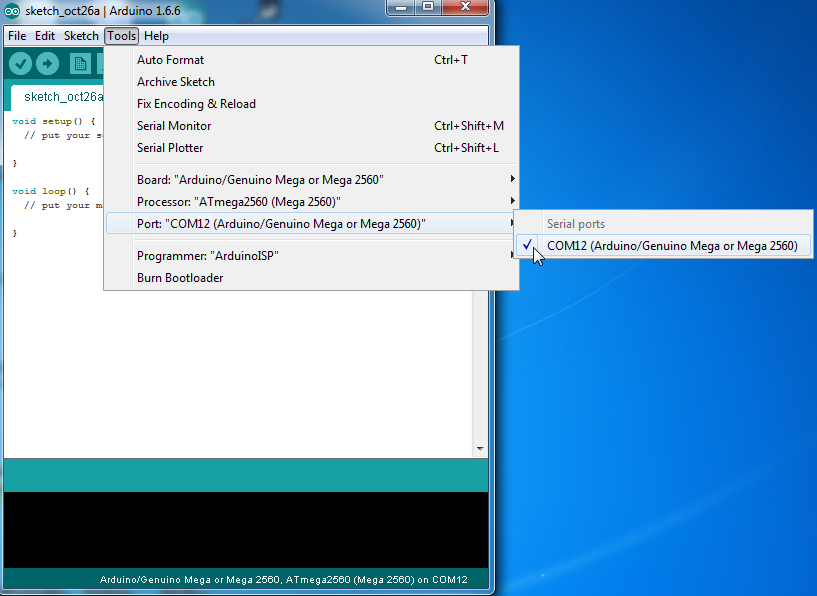 sketch_oct26a | Arduino 1.6.6
File Edit Sketch Tools Help
Auto Format Ctrl+T
Archive Sketch
Fix Encoding & Reload
Serial Monitor Ctrl+Shift+M
Serial Plotter Ctrl+Shift+L
Board: "Arduino/Genuino Mega or Mega 2560"
Processor: "ATmega2560 (Mega 2560)"
Port: "COM12 (Arduino/Genuino Mega or Mega 2560)"
Programmer: "ArduinoISP"
Burn Bootloader
Serial ports
COM12 (Arduino/Genuino Mega or Mega 2560)
sketch_oct26a
void setup() {
// put your s
}
void loop() {
// put your m
}
Arduino/Genuino Mega or Mega 2560, ATmega2560 (Mega 2560) on COM12